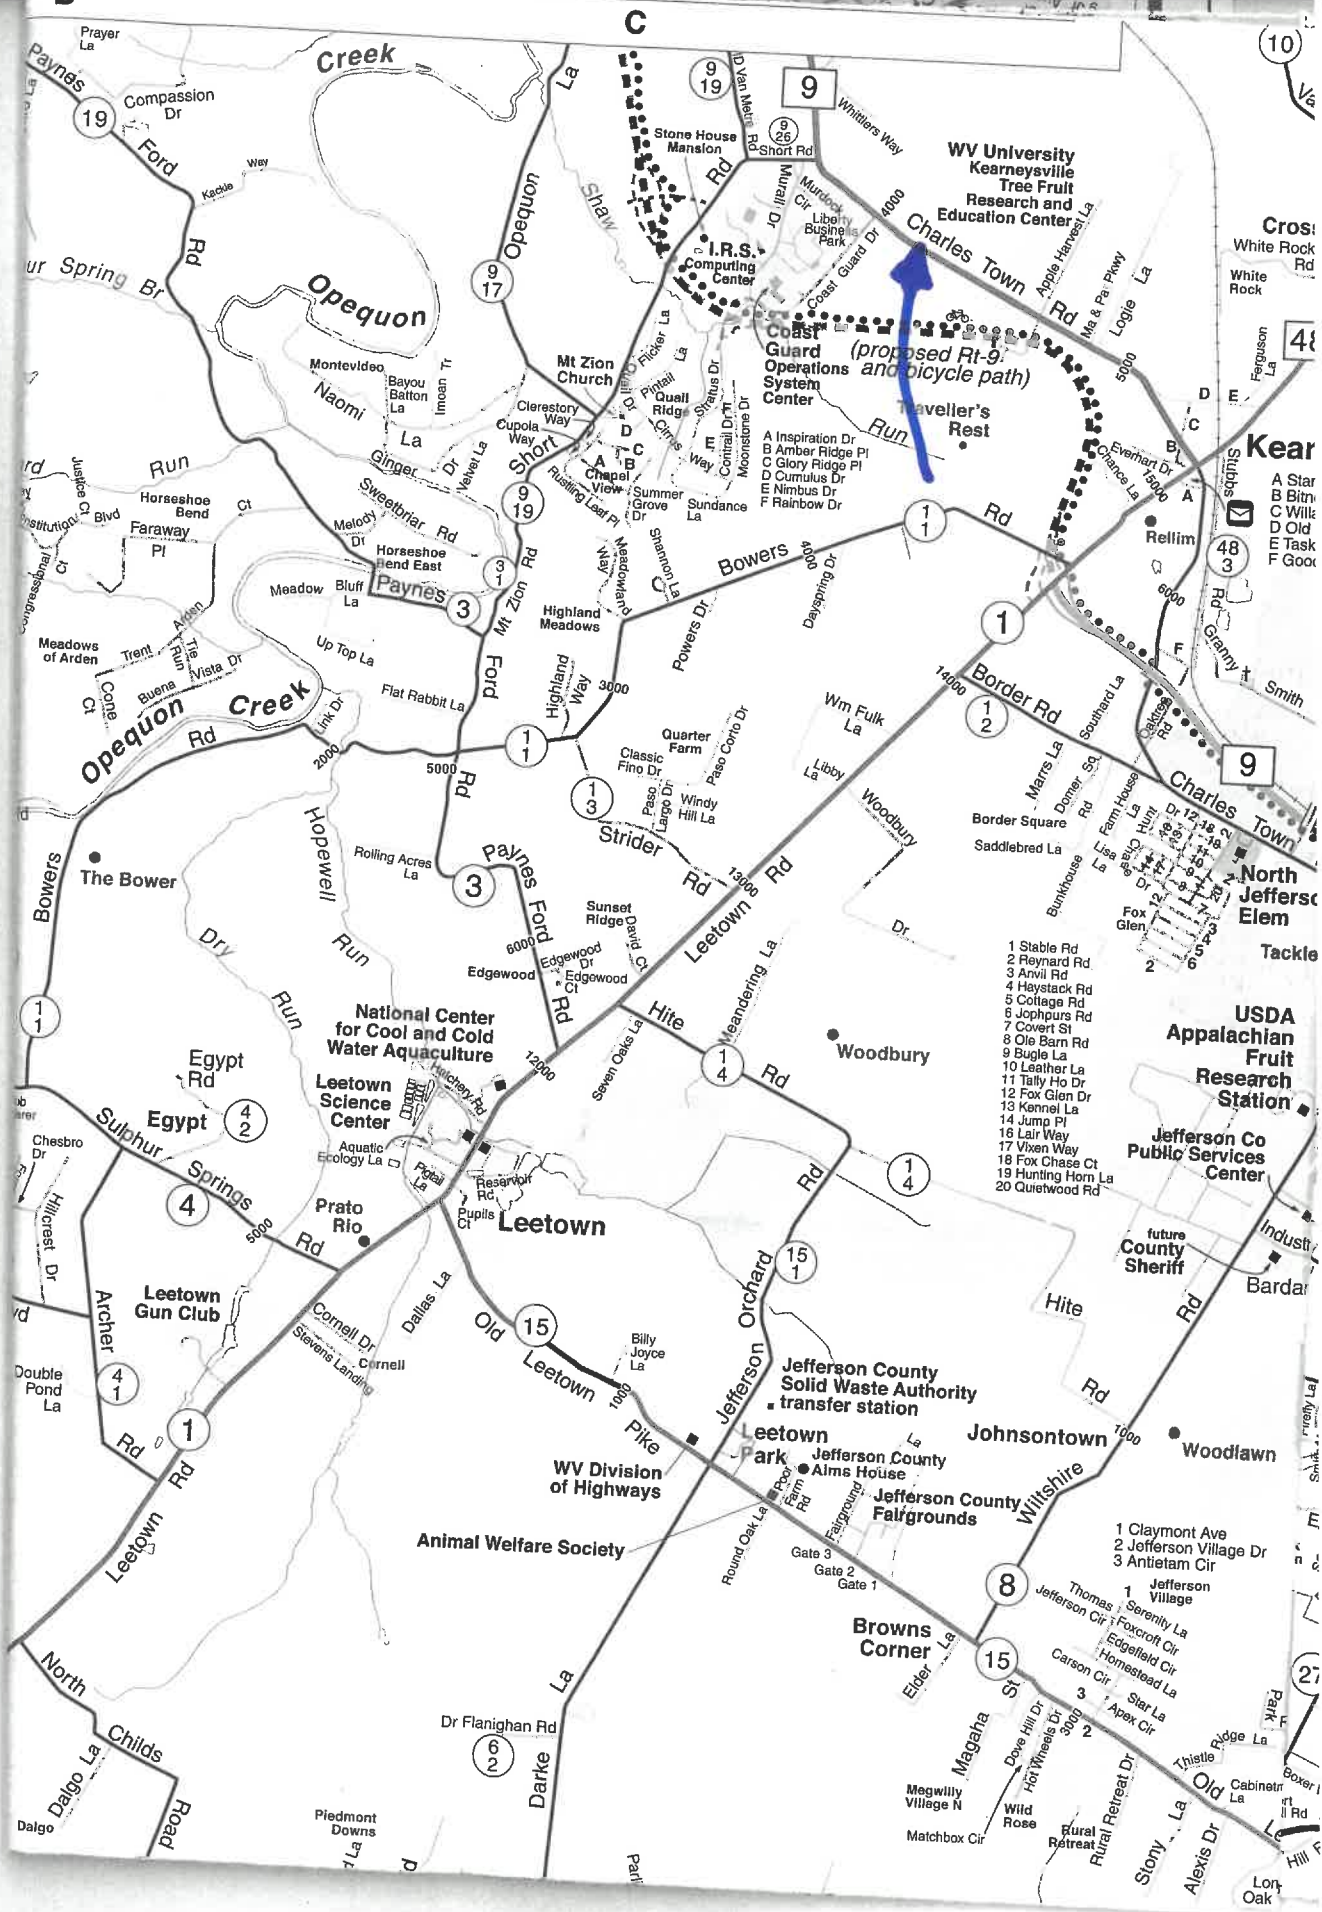 C
10
Prayer
La
Creek
La
9
19
VD Van Metre Rd
9
Paynes
19
Ford
Rd
Compassion
Dr
Kackie Way
Whittlers Way
9
26
Short Rd
Stone House
Mansion
Rd
Shaw
Murall Dr
Murdock
Cir
Liberty
Business
Park
4000
WV University
Kearneysville
Tree Fruit
Research and
Education Center
Charles Town Rd
Apple Harvest La
Ma & Pa Pkwy
Logie La
White Rock
Rd
White
Rock
Opequon
9
17
I.R.S.
Computing
Center
Coast Guard Dr
Opequon
Montevideo
Naomi
La
Bayou
Batton
La
Imoan Tr
Mt Zion
Church
Flicker La
Quail Dr
Pintail
La
Quail
Ridge
Cirrus
Way
Stratus Dr
Contrail Dr
Moonstone Dr
Coast
Guard
Operations
System
Center
(proposed Rt-9
and bicycle path)
Traveller's
Rest
Run
5000
Ferguson
La
48
D
E
C
B
A
Clerestory
Way
Cupola
Way
Short
D
C
B
A
E
F
Chapel
View
Rustling Leaf Pl
Summer
Grove
Dr
Sundance
La
A Inspiration Dr
B Amber Ridge Pl
C Glory Ridge Pl
D Cumulus Dr
E Nimbus Dr
F Rainbow Dr
Everhart Dr
Chance La
15000
Rellim
Stubbs
Rd
48
3
Ginger
Dr
Velvet La
Sweetbriar Rd
Melody
Dr
Horseshoe
Bend East
9
19
3
1
Justice
Ct
Blvd
Congressional
Ct
Run
Horseshoe
Bend
Ct
Faraway
Pl
Meadow
Bluff
La
Paynes
3
Mt Zion Rd
Ford
Rd
Meadowland
Way
Shannon La
Highland
Meadows
Bowers
4000
1
1
Rd
Powers Dr
Dayspring Dr
1
6000
Granny
Smith
F
Meadows
of Arden
Arden
Trent
Tie
Run
Vista Dr
Buena
Cone
Ct
Up Top La
Flat Rabbit La
Link Dr
Opequon
Creek
Rd
2000
5000
Highland
Way
3000
1
1
1
3
Quarter
Farm
Classic
Fino Dr
Paso Corto Dr
Paso
Largo Dr
Windy
Hill La
Strider
Rd
Wm Fulk
La
Libby
La
14000
Border Rd
1
2
Southard La
Oaktree
Rd
Marrs La
Domer Sq
Rd
Farm House
La
Border Square
Saddlebred La
Bunkhouse
Woodbury
Dr
9
Charles
Town
Hunt
Chase
Dr
Lisa
La
Fox
Glen
North
Tackle
Hopewell
Run
Dry
Run
The Bower
Bowers
1
1
Rolling Acres
La
3
Paynes Ford Rd
6000
Sunset
Ridge
David
Ct
Edgewood
Dr
Edgewood
Edgewood
Ct
13000
Leetown Rd
Meandering La
Hite
Rd
1
4
Seven Oaks La
Woodbury
1 Stable Rd
2 Reynard Rd
3 Anvil Rd
4 Haystack Rd
5 Cottage Rd
6 Jophpurs Rd
7 Covert St
8 Ole Barn Rd
9 Bugle La
10 Leather La
11 Tally Ho Dr
12 Fox Glen Dr
13 Kennel La
14 Jump Pl
16 Lair Way
17 Vixen Way
18 Fox Chase Ct
19 Hunting Horn La
20 Quietwood Rd
USDA
Appalachian
Fruit
Research
Station
Jefferson Co
Public Services
Center
future
County
Sheriff
National Center
for Cool and Cold
Water Aquaculture
12000
Hatchery Rd
Leetown
Science
Center
Aquatic
Ecology La
Pigtail
La
Reservoir
Rd
Pupils
Ct
Leetown
Egypt
Rd
Egypt
4
2
Sulphur
Springs
4
5000
Rd
Prato
Rio
Chesbro
Dr
Hillcrest Dr
Archer
4
1
Rd
Double
Pond
La
Leetown
Gun Club
Cornell Dr
Stevens Landing
Cornell
Dallas La
Old
15
Leetown
Pike
Billy
Joyce
La
1000
1
4
Rd
15
1
Orchard
Jefferson
Hite
Rd
Rd
1000
Johnsontown
Woodlawn
Wiltshire
Jefferson County
Solid Waste Authority
transfer station
Leetown
Park
Jefferson County
Alms House
Poor
Farm
Rd
La
Fairground
Jefferson County
Fairgrounds
WV Division
of Highways
Animal Welfare Society
Round Oak La
Gate 3
Gate 2
Gate 1
1
Leetown
Rd
8
1 Claymont Ave
2 Jefferson Village Dr
3 Antietam Cir
Jefferson
Village
1
Thomas
Jefferson Cir
Serenity La
Foxcroft Cir
Edgefield Cir
Homestead La
Carson Cir
Star La
Apex Cir
3
2
3000
Browns
Corner
Elder La
15
St
Magaha
Dove Hill Dr
Hot Wheels Dr
Megwilly
Village N
Wild
Rose
Matchbox Cir
Rural
Retreat
Rural Retreat Dr
Stony La
Alexis Dr
Thistle
Ridge La
Old
Cabinetry
La
Park
27
Boxer
Hill
Oak
North
Childs
Road
Dalgo La
Dalgo
Piedmont
Downs
Dr Flanighan Rd
6
2
La
Darke